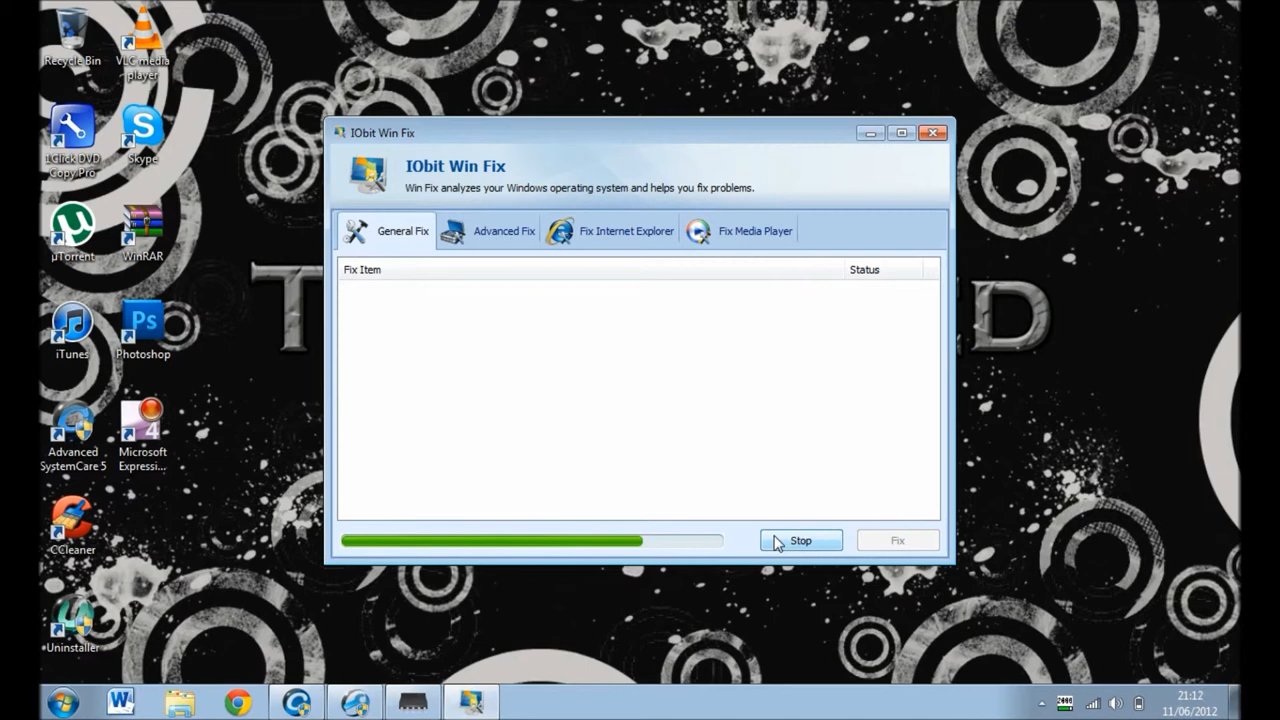 Recycle Bin
VLC media
player
1Click DVD
Copy Pro
Skype
µTorrent
WinRAR
iTunes
Ps
Photoshop
Advanced
SystemCare 5
4
Microsoft
Expressi...
CCleaner
Uninstaller
IObit Win Fix
IObit Win Fix
Win Fix analyzes your Windows operating system and helps you fix problems.
General Fix
Advanced Fix
Fix Internet Explorer
Fix Media Player
Fix Item
Status
Stop
Fix
T
ED
21:12
11/06/2012